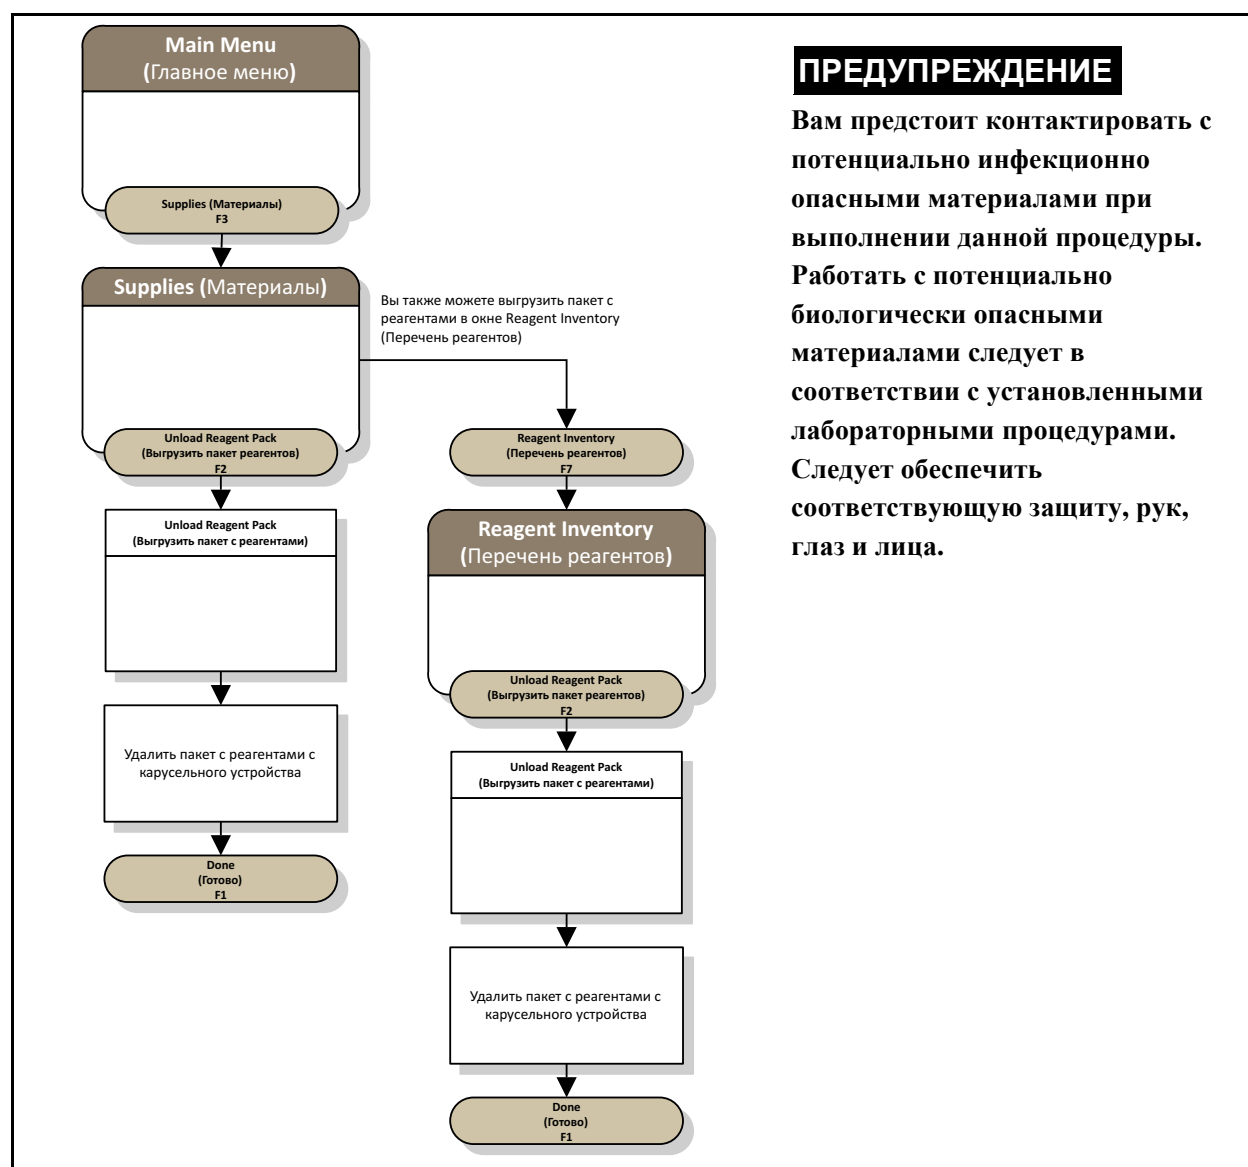 Main Menu
(Главное меню)
Supplies (Материалы)
F3
Supplies (Материалы)
Вы также можете выгрузить пакет с
реагентами в окне Reagent Inventory
(Перечень реагентов)
Unload Reagent Pack
(Выгрузить пакет реагентов)
F2
Unload Reagent Pack
(Выгрузить пакет с реагентами)
Удалить пакет с реагентами с
карусельного устройства
Done
(Готово)
F1
Reagent Inventory
(Перечень реагентов)
F7
Reagent Inventory
(Перечень реагентов)
Unload Reagent Pack
(Выгрузить пакет реагентов)
F2
Unload Reagent Pack
(Выгрузить пакет с реагентами)
Удалить пакет с реагентами с
карусельного устройства
Done
(Готово)
F1
ПРЕДУПРЕЖДЕНИЕ
Вам предстоит контактировать с
потенциально инфекционно
опасными материалами при
выполнении данной процедуры.
Работать с потенциально
биологически опасными
материалами следует в
соответствии с установленными
лабораторными процедурами.
Следует обеспечить
соответствующую защиту, рук,
глаз и лица.